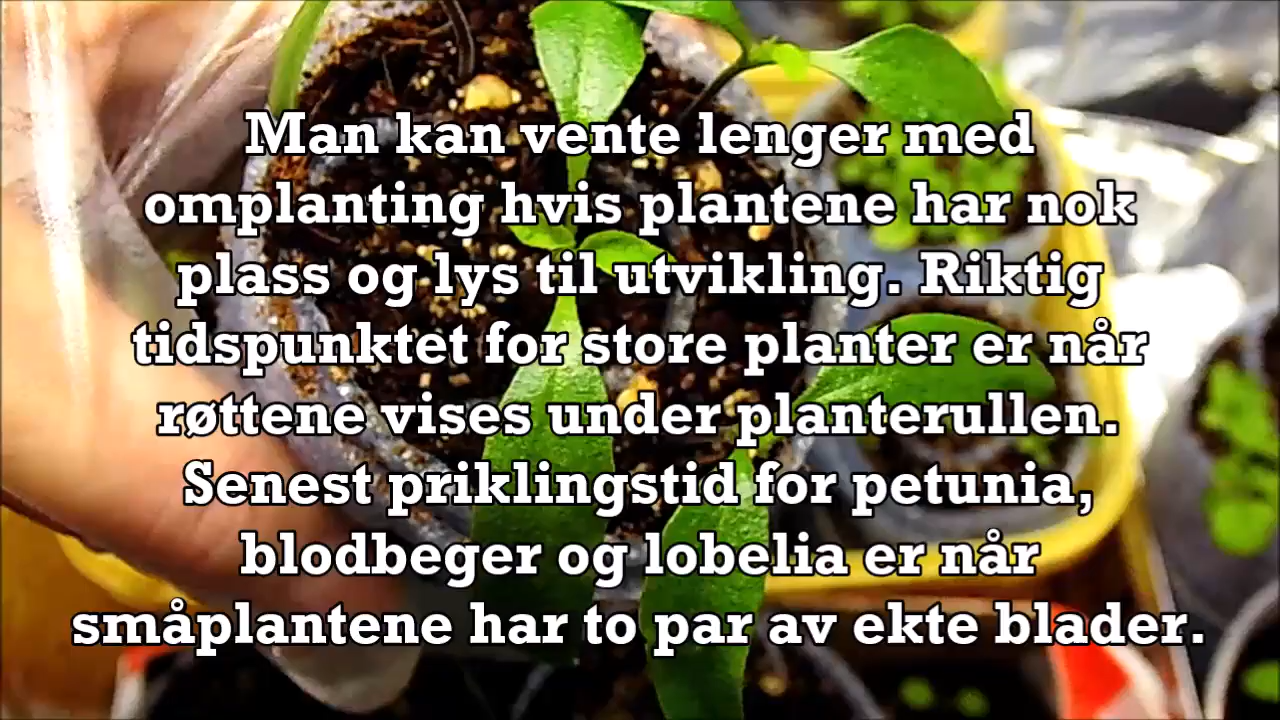 Man kan vente lenger med
omplanting hvis plantene har nok
plass og lys til utvikling. Riktig
tidspunktet for store planter er når
røttene vises under planterullen.
Senest priklingstid for petunia,
blodbeger og lobelia er når
småplantene har to par av ekte blader.